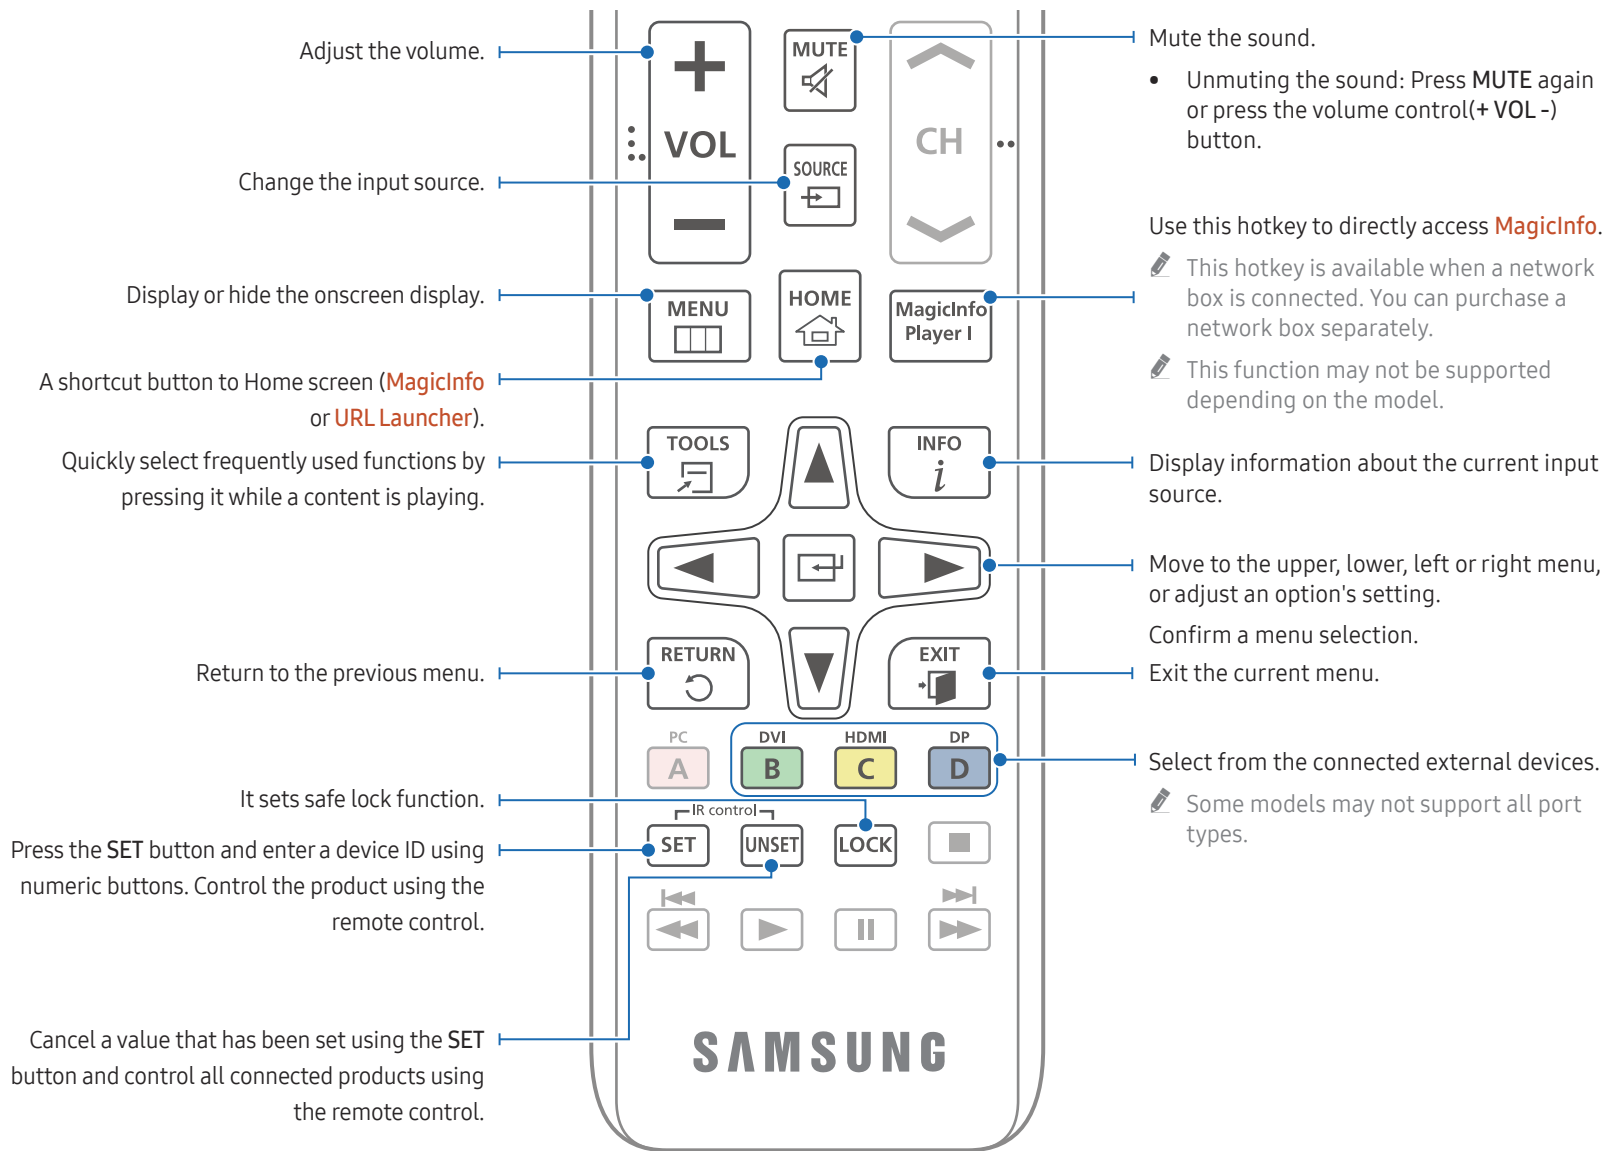 Adjust the volume.
Change the input source.
Display or hide the onscreen display.
A shortcut button to Home screen (MagicInfo
or URL Launcher).
Quickly select frequently used functions by
pressing it while a content is playing.
Return to the previous menu.
It sets safe lock function.
Press the SET button and enter a device ID using
numeric buttons. Control the product using the
remote control.
Cancel a value that has been set using the SET
button and control all connected products using
the remote control.
VOL
MUTE
CH
SOURCE
MENU
HOME
MagicInfo
Player I
TOOLS
INFO
i
RETURN
EXIT
PC
DVI
HDMI
DP
A
B
C
D
IR control
SET
UNSET
LOCK
SAMSUNG
Mute the sound.
• Unmuting the sound: Press MUTE again
or press the volume control(+ VOL -)
button.
Use this hotkey to directly access MagicInfo.
This hotkey is available when a network
box is connected. You can purchase a
network box separately.
This function may not be supported
depending on the model.
Display information about the current input
source.
Move to the upper, lower, left or right menu,
or adjust an option's setting.
Confirm a menu selection.
Exit the current menu.
Select from the connected external devices.
Some models may not support all port
types.